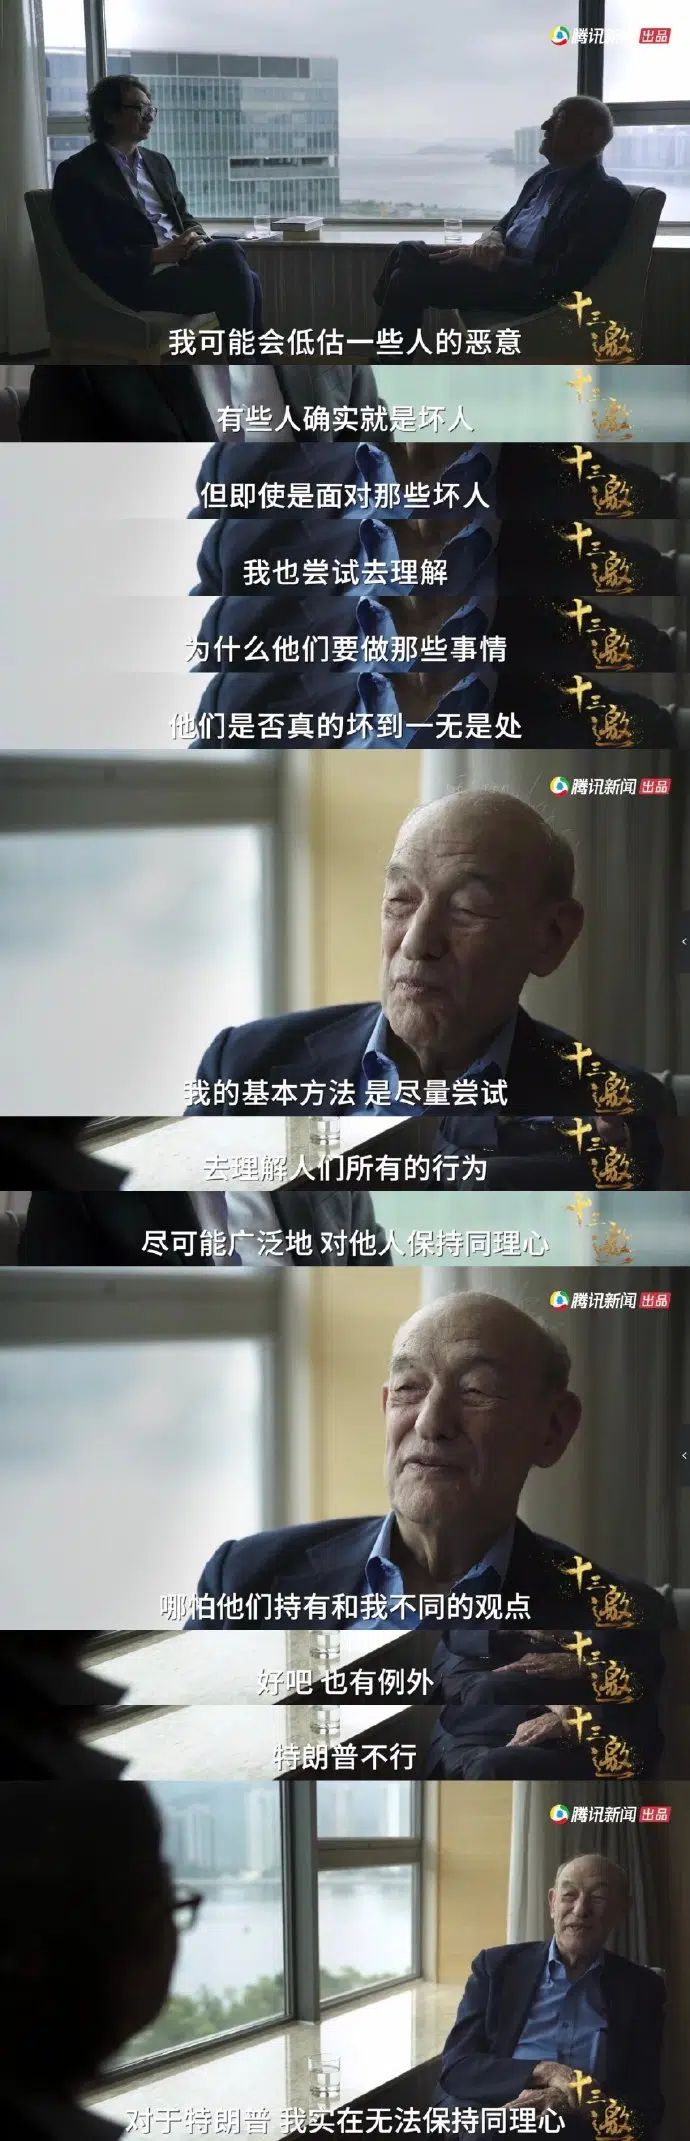 腾讯新闻 出品
十三邀
我可能会低估一些人的恶意
十三邀
有些人确实就是坏人
十三邀
但即使是面对那些坏人
十三邀
我也尝试去理解
十三邀
为什么他们要做那些事情
十三邀
他们是否真的坏到一无是处
十三邀
腾讯新闻 出品
十三邀
我的基本方法 是尽量尝试
十三邀
去理解人们所有的行为
十三邀
尽可能广泛地 对他人保持同理心
十三邀
腾讯新闻 出品
十三邀
哪怕他们持有和我不同的观点
十三邀
好吧 也有例外
十三邀
特朗普不行
十三邀
腾讯新闻 出品
十三邀
对于特朗普 我实在无法保持同理心